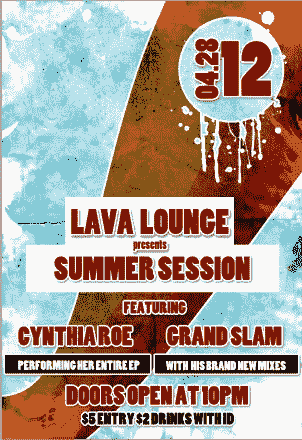 04.28
12
LAVA LOUNGE
presents
SUMMER SESSION
FEATURING
CYNTHIA ROE
PERFORMING HER ENTIRE EP
GRAND SLAM
WITH HIS BRAND NEW MIXES
DOORS OPEN AT 10PM
$5 ENTRY $2 DRINKS WITH ID